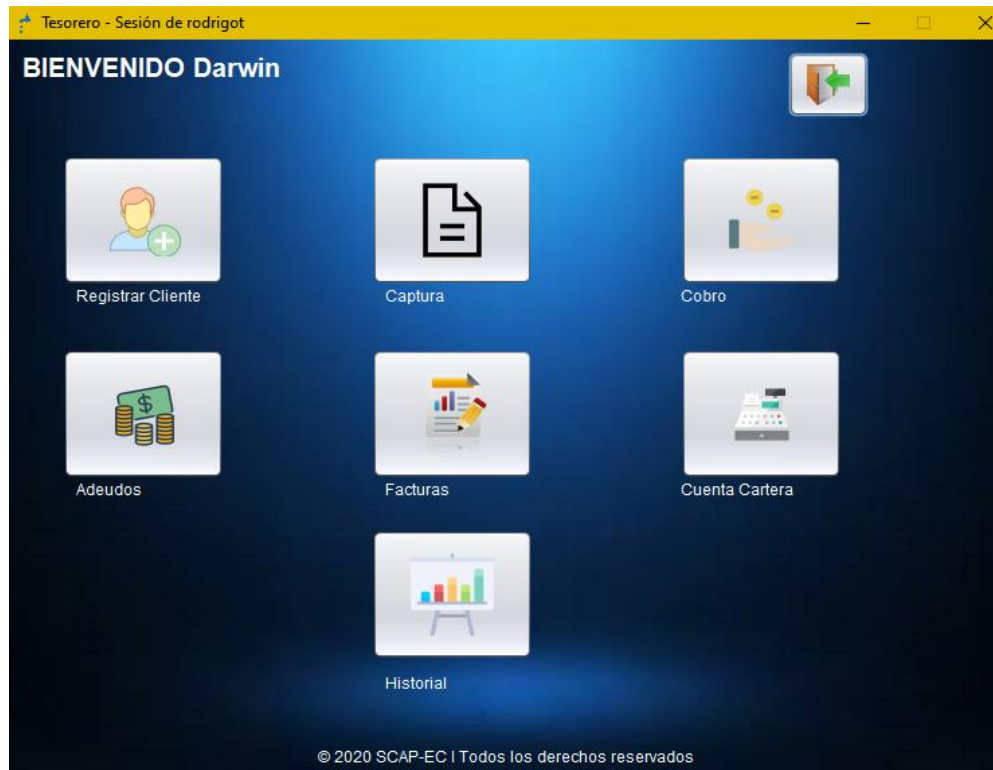 Tesorero - Sesión de rodrigot
BIENVENIDO Darwin
Registrar Cliente
Captura
Cobro
Adeudos
Facturas
Cuenta Cartera
Historial
© 2020 SCAP-EC | Todos los derechos reservados